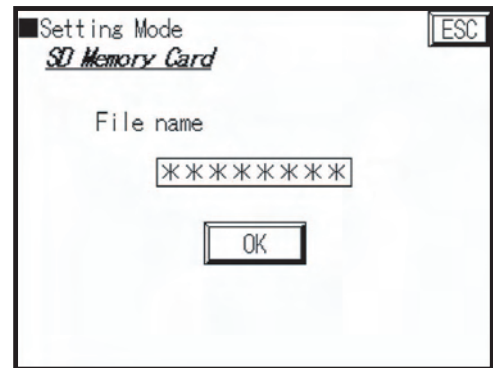 ■Setting Mode ESC
SD Memory Card
File name
********
OK